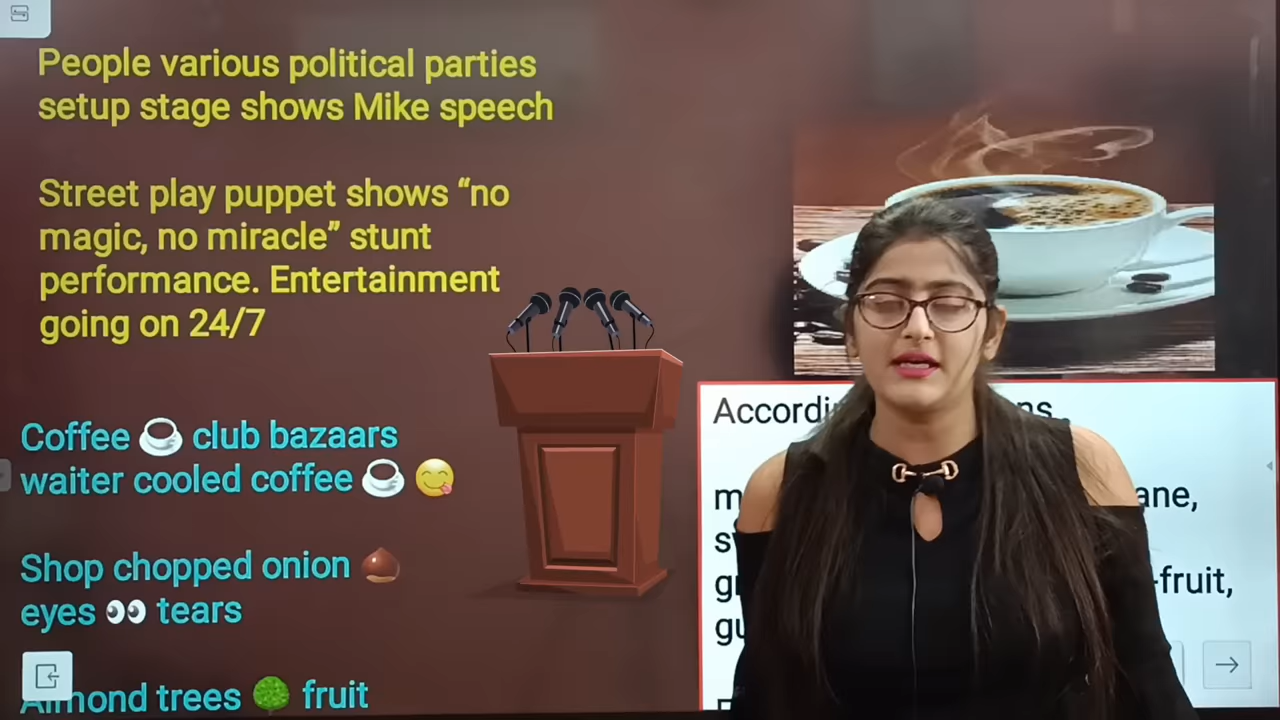 People various political parties
setup stage shows Mike speech
Street play puppet shows “no
magic, no miracle” stunt
performance. Entertainment
going on 24/7
Coffee ☕ club bazaars
waiter cooled coffee ☕ 😋
Shop chopped onion 🌰
eyes 👀 tears
Almond trees 🌳 fruit
-fruit,